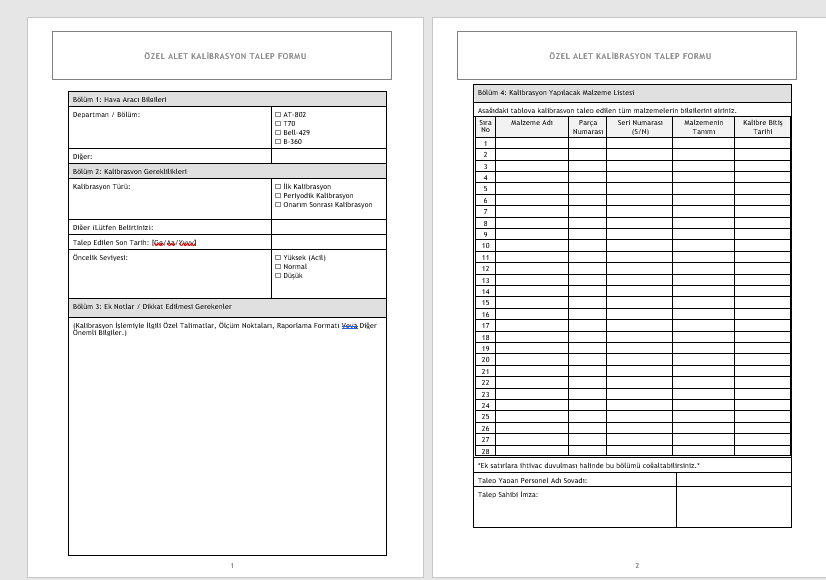 ÖZEL ALET KALİBRASYON TALEP FORMU
Bölüm 1: Hava Aracı Bilgileri
Departman / Bölüm:
☐ AT-802
☐ T70
☐ Bell-429
☐ B-360
Diğer:
Bölüm 2: Kalibrasyon Gereklilikleri
Kalibrasyon Türü:
☐ İlk Kalibrasyon
☐ Periyodik Kalibrasyon
☐ Onarım Sonrası Kalibrasyon
Diğer (Lütfen Belirtiniz):
Talep Edilen Son Tarih: [Gg/Aa/Yyyy]
Öncelik Seviyesi:
☐ Yüksek (Acil)
☐ Normal
☐ Düşük
Bölüm 3: Ek Notlar / Dikkat Edilmesi Gerekenler
(Kalibrasyon İşlemiyle İlgili Özel Talimatlar, Ölçüm Noktaları, Raporlama Formatı Veya Diğer
Önemli Bilgiler.)
1
ÖZEL ALET KALİBRASYON TALEP FORMU
Bölüm 4: Kalibrasyon Yapılacak Malzeme Listesi
Aşağıdaki tabloya kalibrasyon talep edilen tüm malzemelerin bilgilerini giriniz.
Sıra No
Malzeme Adı
Parça Numarası
Seri Numarası (S/N)
Malzemenin Tanımı
Kalibre Bitiş Tarihi
1
2
3
4
5
6
7
8
9
10
11
12
13
14
15
16
17
18
19
20
21
22
23
24
25
26
27
28
*Ek satırlara ihtiyaç duyulması halinde bu bölümü çoğaltabilirsiniz.*
Talep Yapan Personel Adı Soyadı:
Talep Sahibi İmza:
2